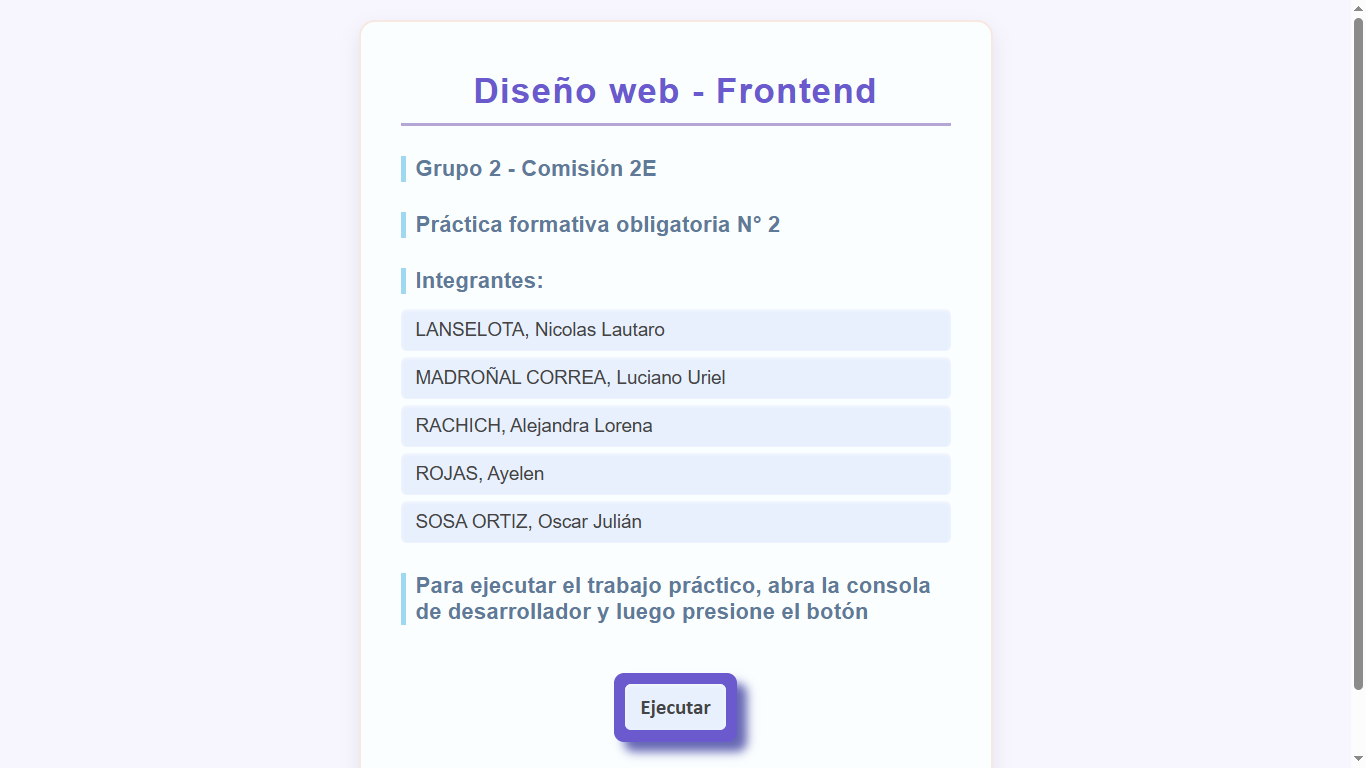 Diseño web - Frontend
Grupo 2 - Comisión 2E
Práctica formativa obligatoria N° 2
Integrantes:
LANSELOTA, Nicolas Lautaro
MADROÑAL CORREA, Luciano Uriel
RACHICH, Alejandra Lorena
ROJAS, Ayelen
SOSA ORTIZ, Oscar Julián
Para ejecutar el trabajo práctico, abra la consola
de desarrollador y luego presione el botón
Ejecutar